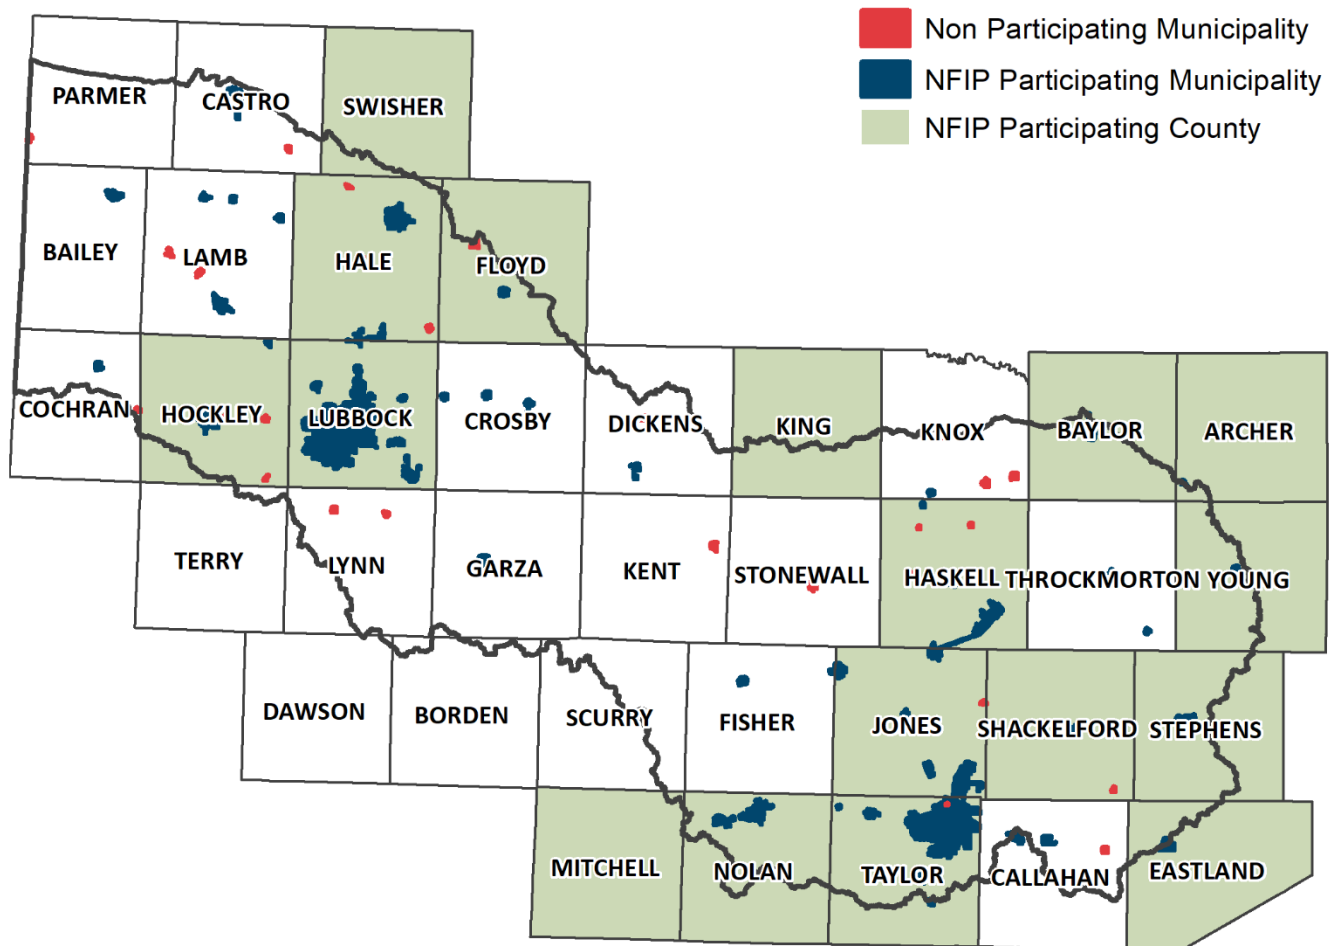 Non Participating Municipality
NFIP Participating Municipality
NFIP Participating County
PARMER
CASTRO
SWISHER
BAILEY
LAMB
HALE
FLOYD
COCHRAN
HOCKLEY
LUBBOCK
CROSBY
DICKENS
KING
KNOX
BAYLOR
ARCHER
TERRY
LYNN
GARZA
KENT
STONEWALL
HASKELL
THROCKMORTON
YOUNG
DAWSON
BORDEN
SCURRY
FISHER
JONES
SHACKELFORD
STEPHENS
MITCHELL
NOLAN
TAYLOR
CALLAHAN
EASTLAND